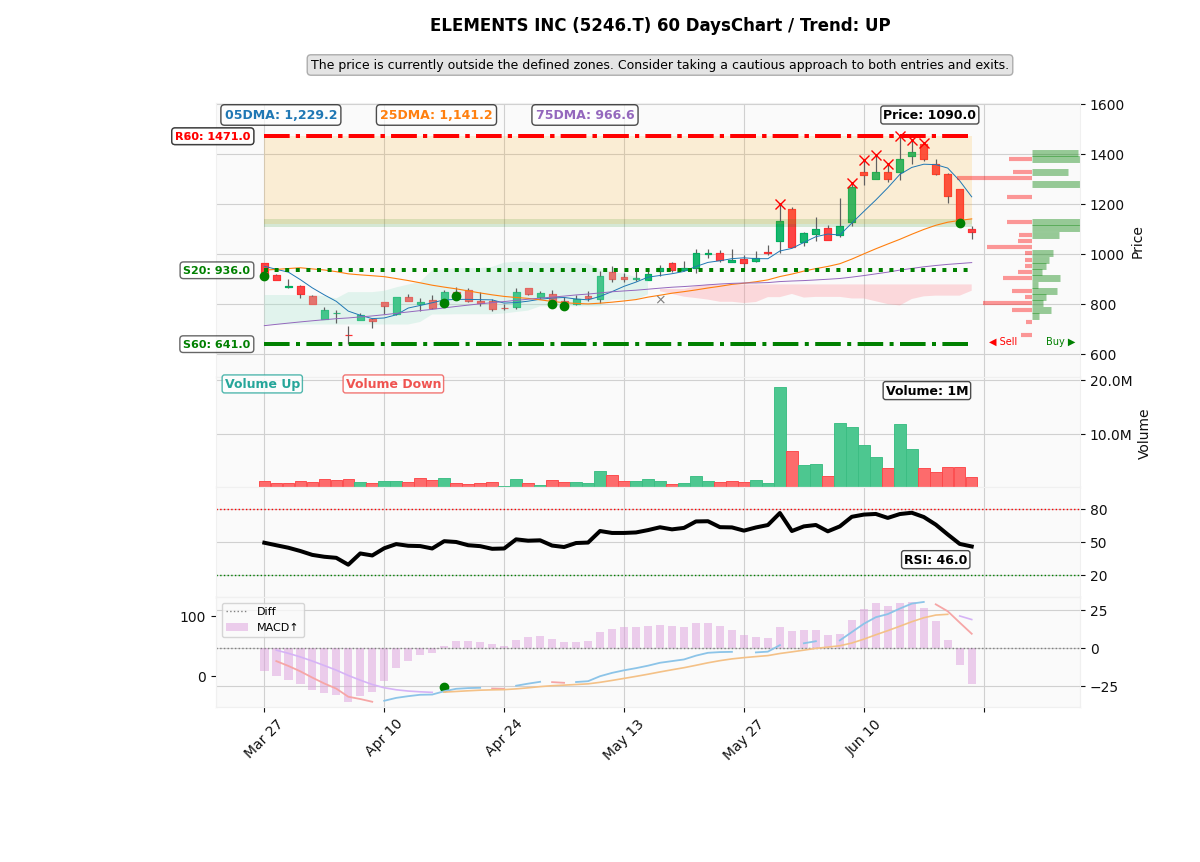 ELEMENTS INC (5246.T) 60 DaysChart / Trend: UP
The price is currently outside the defined zones. Consider taking a cautious approach to both entries and exits.
05DMA: 1,229.2
25DMA: 1,141.2
75DMA: 966.6
Price: 1090.0
R60: 1471.0
S20: 936.0
S60: 641.0
1600
1400
1200
1000
800
600
Price
◀ Sell
Buy ▶
Volume Up
Volume Down
Volume: 1M
20.0M
10.0M
Volume
80
50
20
RSI: 46.0
Diff
MACD↑
100
0
25
0
−25
Mar 27
Apr 10
Apr 24
May 13
May 27
Jun 10